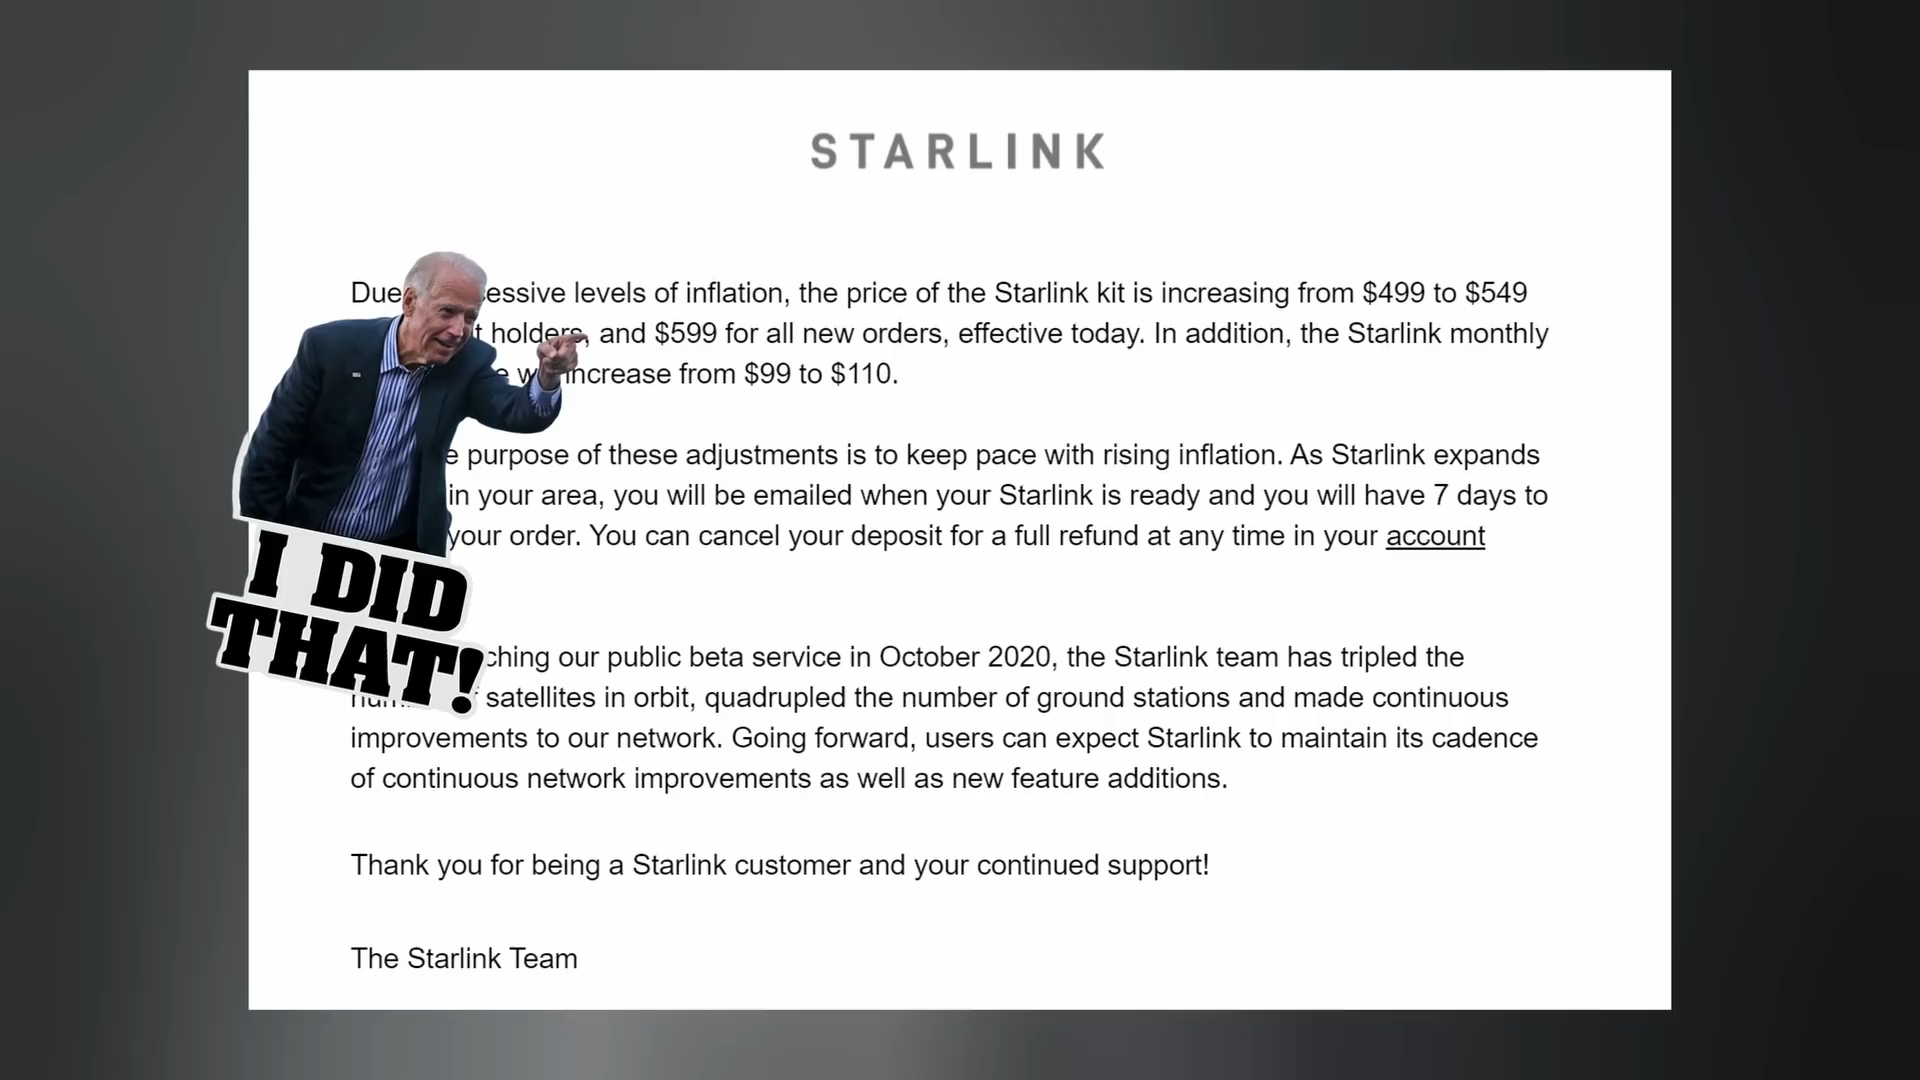 STARLINK
Due essive levels of inflation, the price of the Starlink kit is increasing from $499 to $549
t holders, and $599 for all new orders, effective today. In addition, the Starlink monthly
increase from $99 to $110.
purpose of these adjustments is to keep pace with rising inflation. As Starlink expands
in your area, you will be emailed when your Starlink is ready and you will have 7 days to
your order. You can cancel your deposit for a full refund at any time in your account
I DID
THAT!
ching our public beta service in October 2020, the Starlink team has tripled the
satellites in orbit, quadrupled the number of ground stations and made continuous
improvements to our network. Going forward, users can expect Starlink to maintain its cadence
of continuous network improvements as well as new feature additions.
Thank you for being a Starlink customer and your continued support!
The Starlink Team